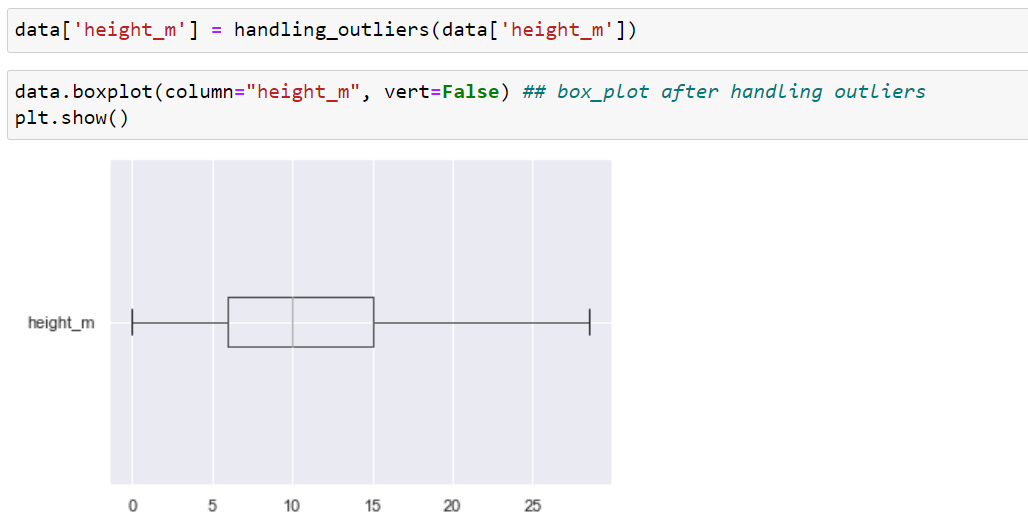 data['height_m'] = handling_outliers(data['height_m'])
data.boxplot(column="height_m", vert=False) ## box_plot after handling outliers
plt.show()
height_m
0 5 10 15 20 25